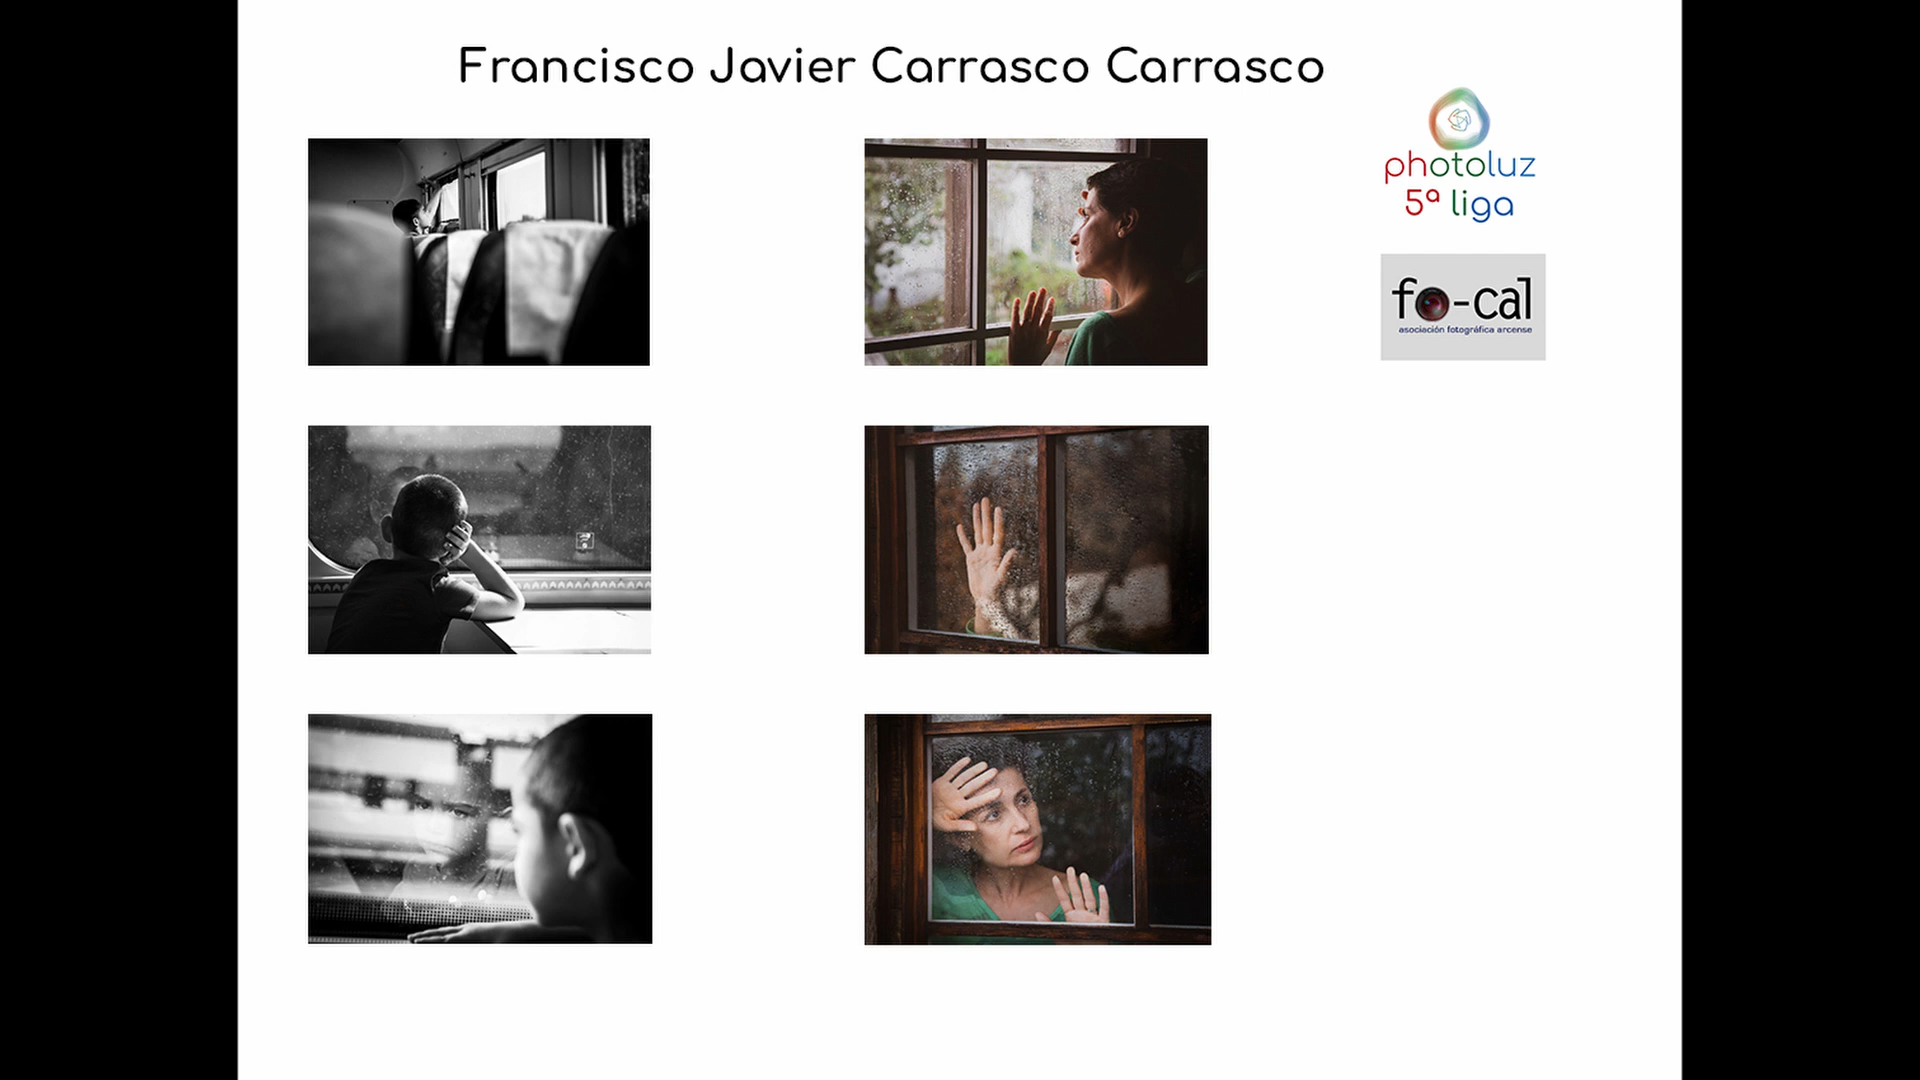 Francisco Javier Carrasco Carrasco
photoluz
5ª liga
fo-cal
asociación fotográfica arcense